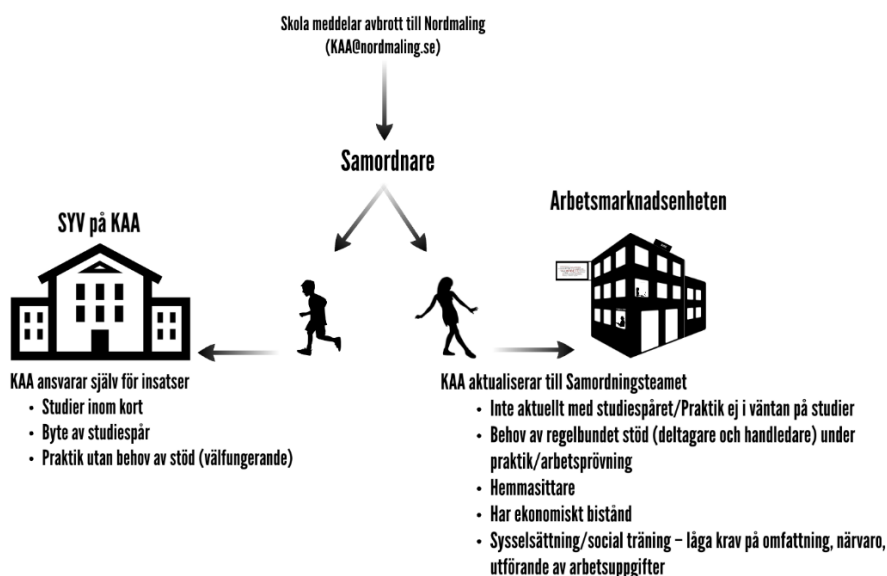 Skola meddelar avbrott till Nordmaling
(KAA@nordmaling.se)
Samordnare
SYV på KAA
Arbetsmarknadsenheten
KAA ansvarar själv för insatser
• Studier inom kort
• Byte av studiespår
• Praktik utan behov av stöd (välfungerande)
KAA aktualiserar till Samordningsteamet
• Inte aktuellt med studiespåret/Praktik ej i väntan på studier
• Behov av regelbundet stöd (deltagare och handledare) under
praktik/arbetsprövning
• Hemmasittare
• Har ekonomiskt bistånd
• Sysselsättning/social träning – låga krav på omfattning, närvaro,
utförande av arbetsuppgifter